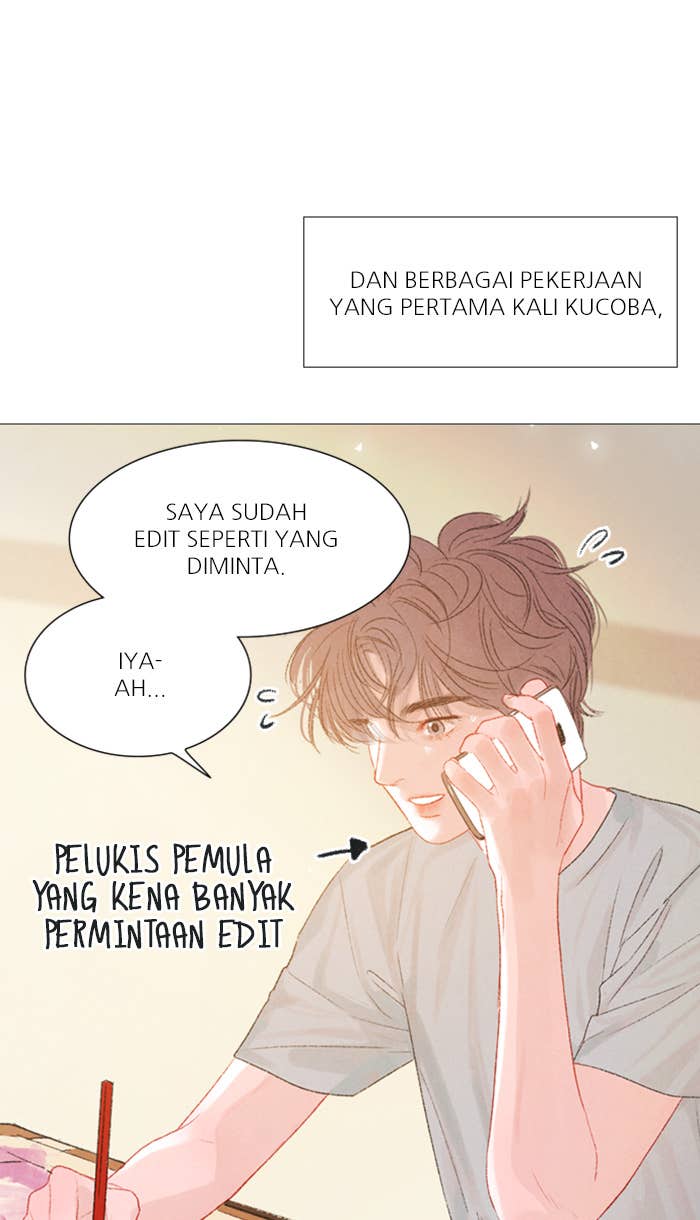 DAN BERBAGAI PEKERJAAN
YANG PERTAMA KALI KUCOBA,
SAYA SUDAH
EDIT SEPERTI YANG
DIMINTA.
IYA-
AH...
PELUKIS PEMULA
YANG KENA BANYAK
PERMINTAAN EDIT